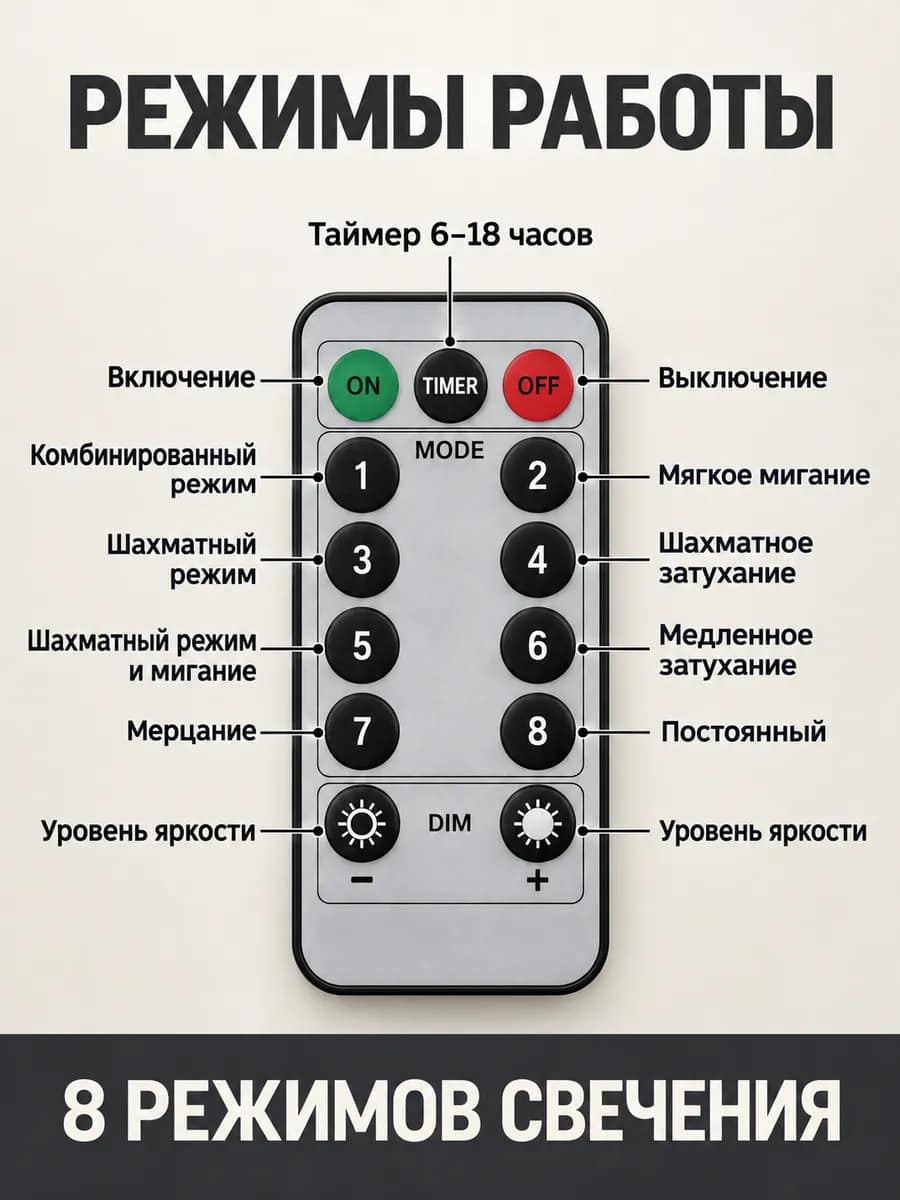 РЕЖИМЫ РАБОТЫ
Таймер 6–18 часов
Включение
ON
TIMER
OFF
Выключение
MODE
Комбинированный
режим
1
2
Мягкое мигание
Шахматный
режим
3
4
Шахматное
затухание
Шахматный режим
и мигание
5
6
Медленное
затухание
Мерцание
7
8
Постоянный
Уровень яркости
DIM
Уровень яркости
– +
8 РЕЖИМОВ СВЕЧЕНИЯ